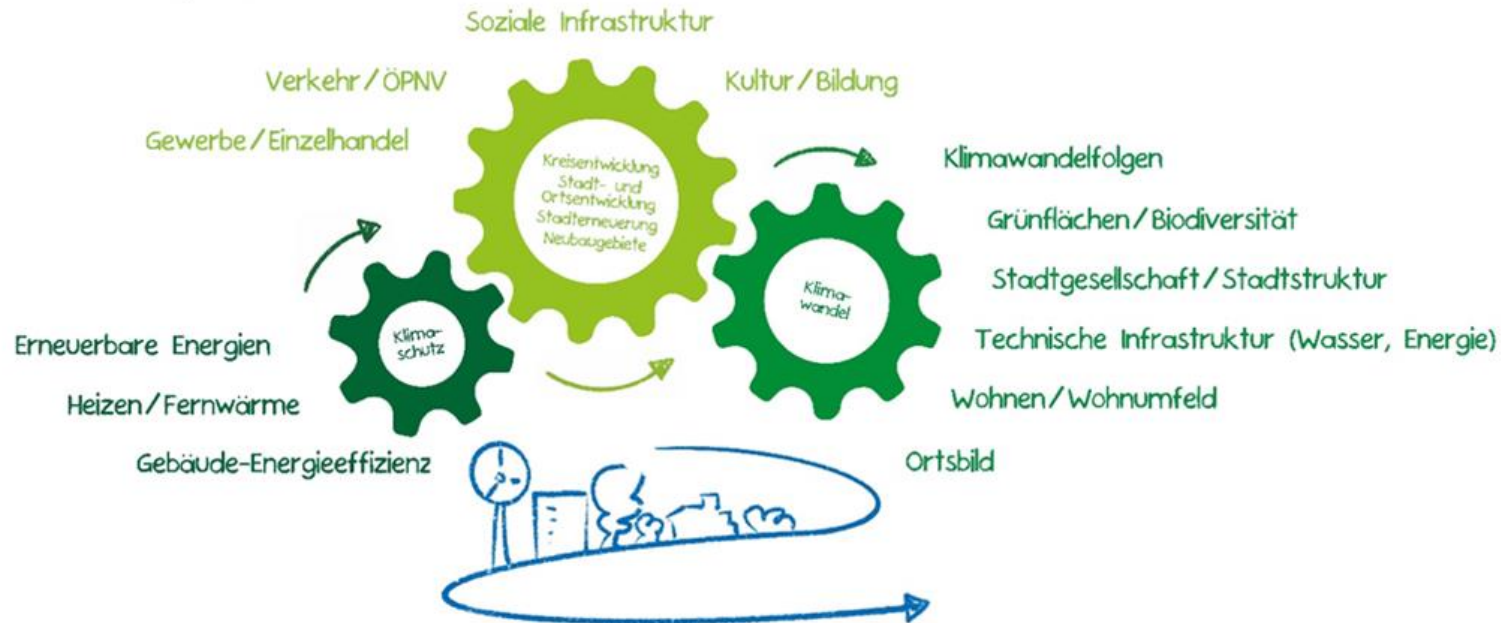 Soziale Infrastruktur
Verkehr/ÖPNV
Kultur/Bildung
Gewerbe/Einzelhandel
Kreisentwicklung
Stadt- und
Ortsentwicklung
Stadterneuerung
Neubaugebiete
Klimawandelfolgen
Grünflächen/Biodiversität
Stadtgesellschaft/Stadtstruktur
Klima-
wandel
Technische Infrastruktur (Wasser, Energie)
Wohnen/Wohnumfeld
Ortsbild
Klima-
schutz
Erneuerbare Energien
Heizen/Fernwärme
Gebäude-Energieeffizienz